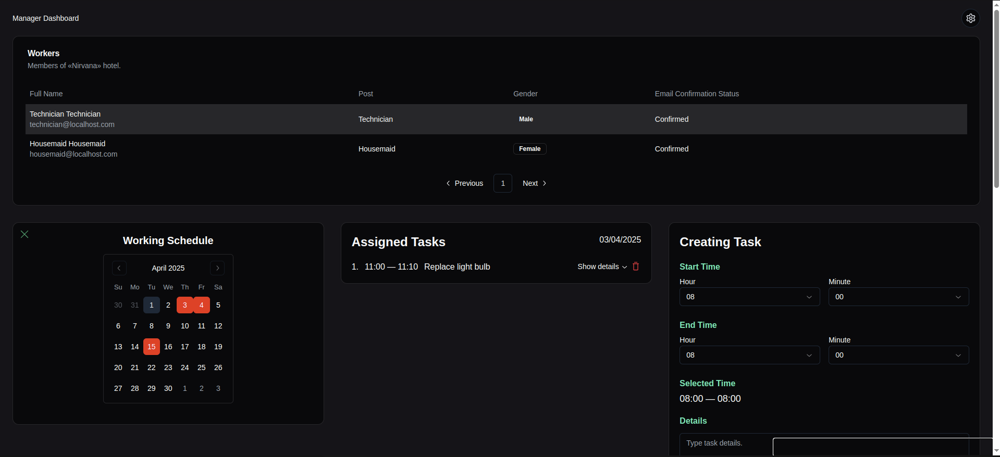 Manager Dashboard
Workers
Members of «Nirvana» hotel.
Full Name Post Gender Email Confirmation Status
Technician Technician
technician@localhost.com
Technician Male Confirmed
Housemaid Housemaid
housemaid@localhost.com
Housemaid Female Confirmed
Previous 1 Next
Working Schedule
April 2025
Su Mo Tu We Th Fr Sa
30 31 1 2 3 4 5
6 7 8 9 10 11 12
13 14 15 16 17 18 19
20 21 22 23 24 25 26
27 28 29 30 1 2 3
Assigned Tasks 03/04/2025
1. 11:00 — 11:10 Replace light bulb Show details
Creating Task
Start Time
Hour Minute
08 00
End Time
Hour Minute
08 00
Selected Time
08:00 — 08:00
Details
Type task details.